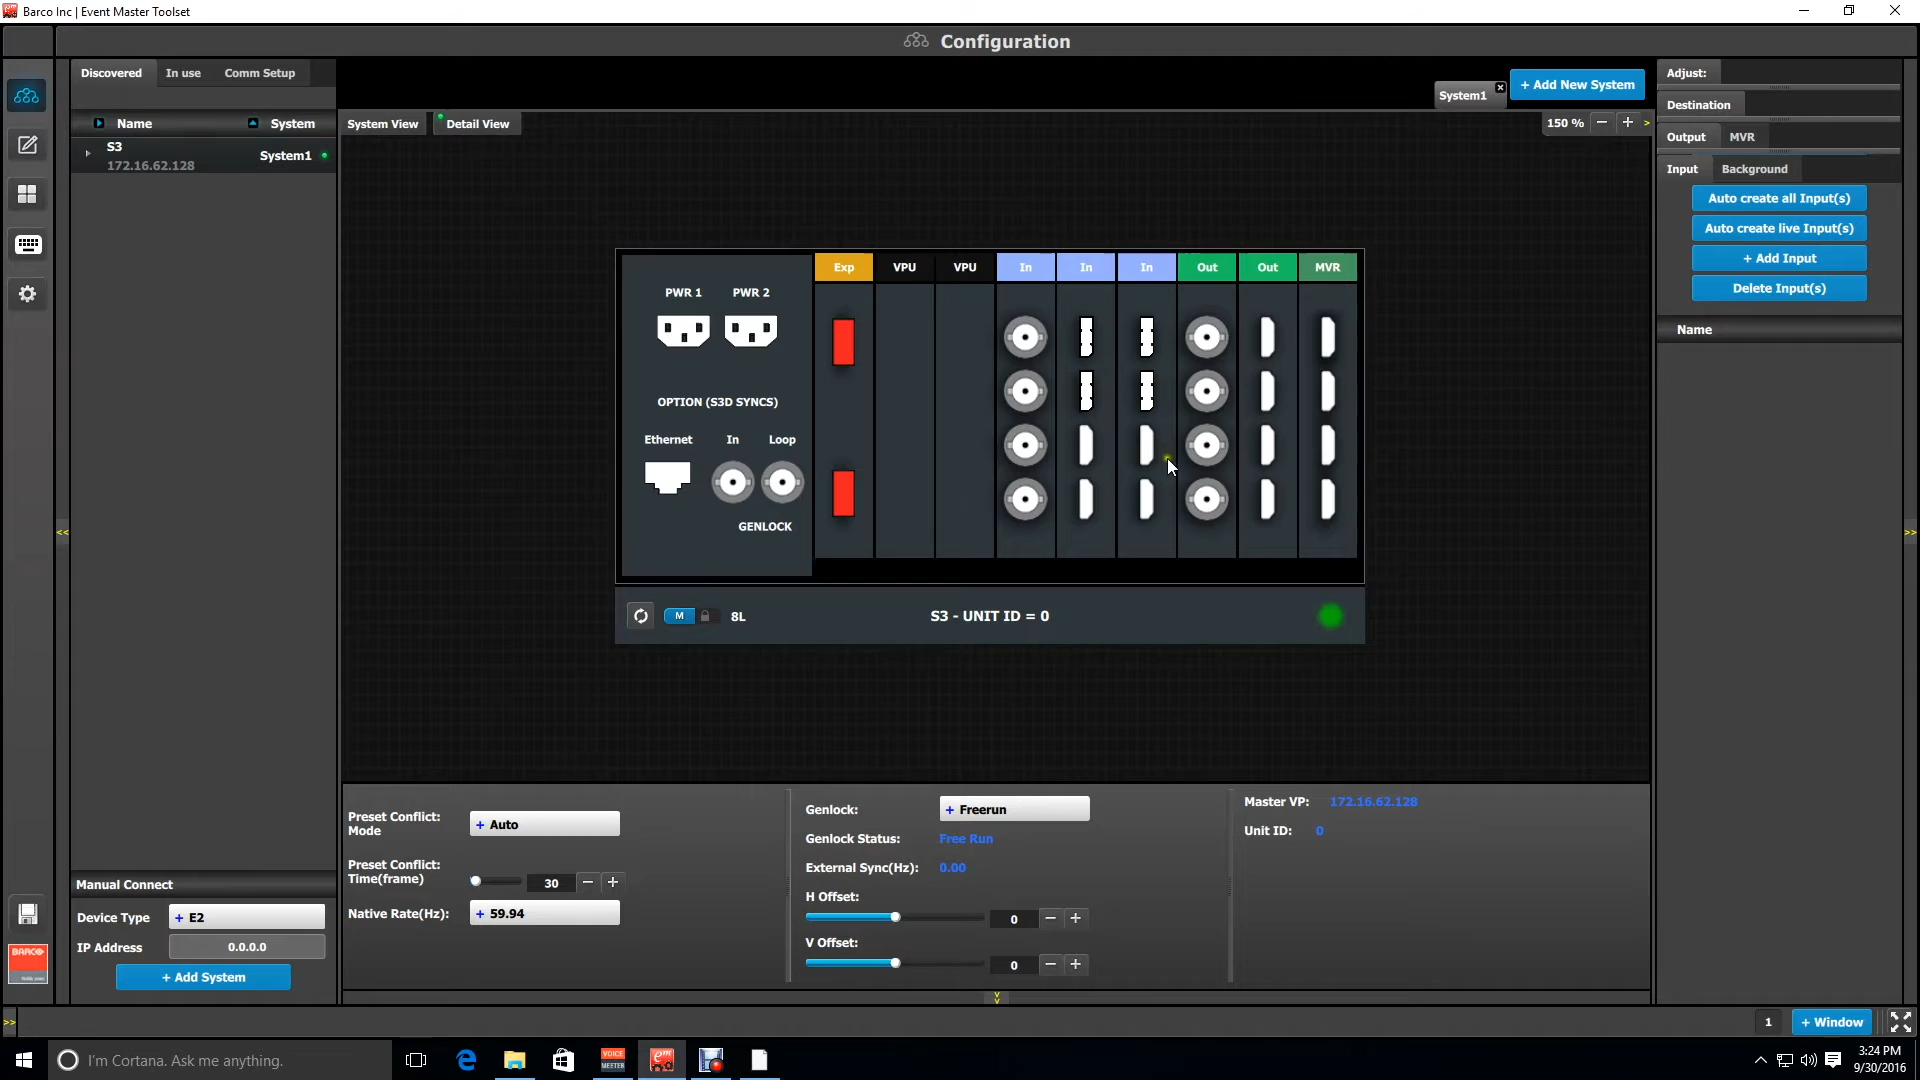 Barco Inc | Event Master Toolset
Configuration
Discovered In use Comm Setup
Name System
S3
172.16.62.128
System1
System View Detail View
System1
+ Add New System
150 %
Exp VPU VPU In In In Out Out MVR
PWR 1 PWR 2
OPTION (S3D SYNCS)
Ethernet In Loop
GENLOCK
M 8L S3 - UNIT ID = 0
Preset Conflict:
Mode
+ Auto
Preset Conflict:
Time(frame)
30
Native Rate(Hz): + 59.94
Genlock: + Freerun
Genlock Status: Free Run
External Sync(Hz): 0.00
H Offset:
0
V Offset:
0
Master VP: 172.16.62.128
Unit ID: 0
Adjust:
Destination
Output MVR
Input Background
Auto create all Input(s)
Auto create live Input(s)
+ Add Input
Delete Input(s)
Name
Manual Connect
Device Type + E2
IP Address 0.0.0.0
+ Add System
BARCO
1 + Window
I'm Cortana. Ask me anything.
VOICE
MEETER
em
3:24 PM
9/30/2016